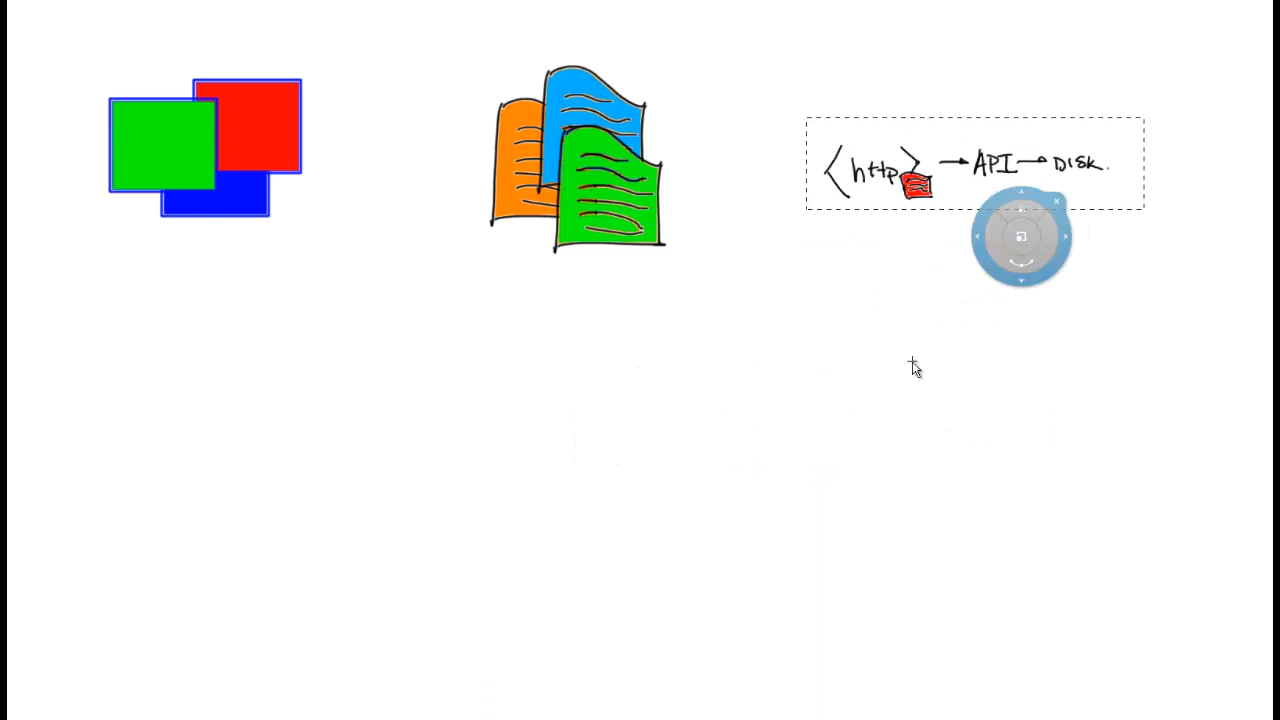 <http> → API → DISK.